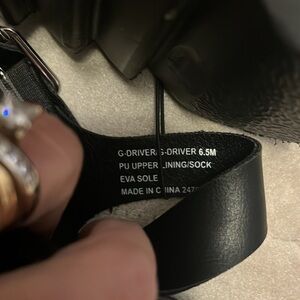 G-DRIVER/G-DRIVER 6.5M
PU UPPER LINING/SOCK
EVA SOLE
MADE IN CHINA